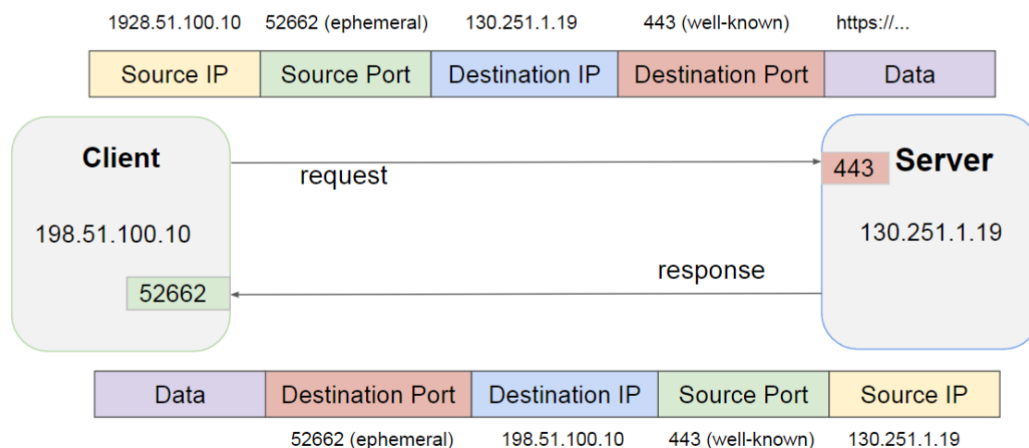 1928.51.100.10 52662 (ephemeral) 130.251.1.19 443 (well-known) https://...
Source IP Source Port Destination IP Destination Port Data
Client
Server
443
request
198.51.100.10
130.251.1.19
response
52662
Data Destination Port Destination IP Source Port Source IP
52662 (ephemeral) 198.51.100.10 443 (well-known) 130.251.1.19